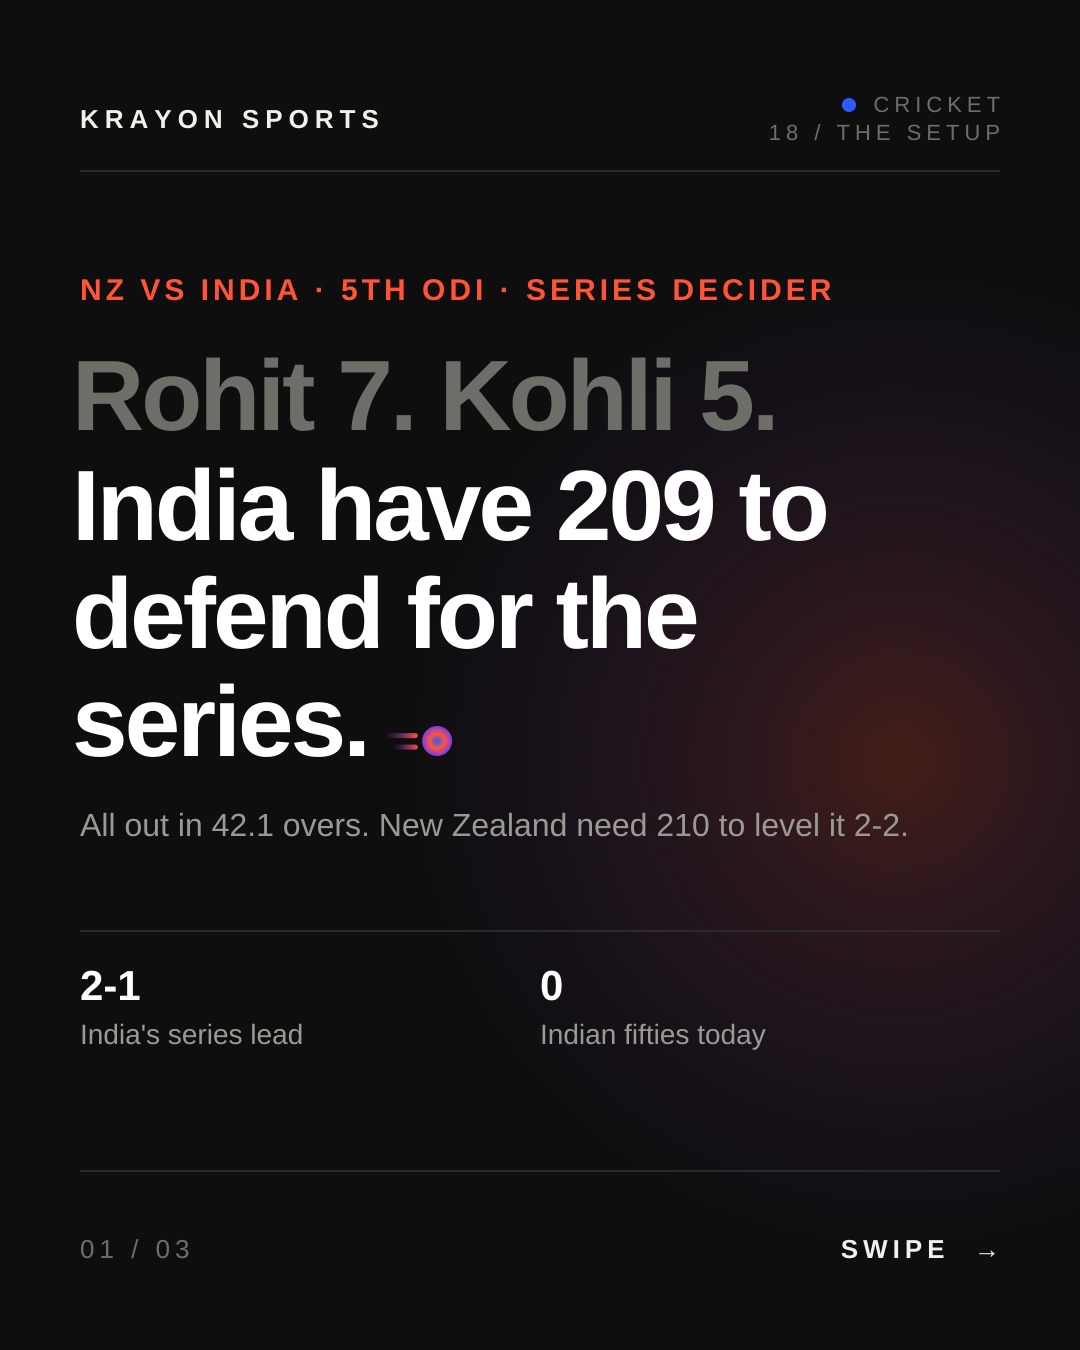 KRAYON SPORTS
CRICKET
18 / THE SETUP
NZ VS INDIA · 5TH ODI · SERIES DECIDER
Rohit 7. Kohli 5.
India have 209 to
defend for the
series.
All out in 42.1 overs. New Zealand need 210 to level it 2-2.
2-1
India's series lead
0
Indian fifties today
01 / 03
SWIPE →